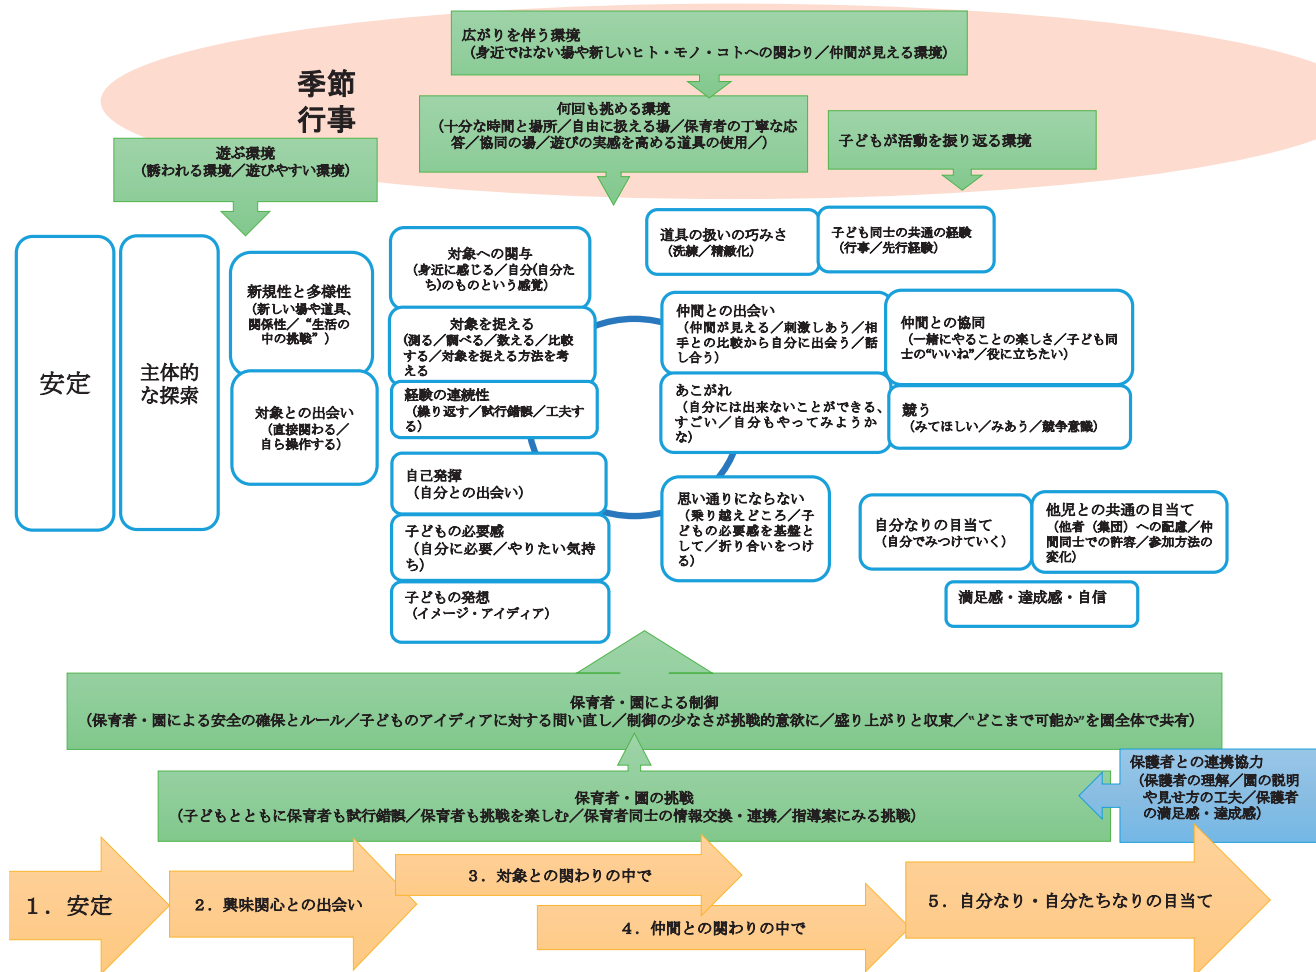 広がりを伴う環境
（身近ではない場や新しいヒト・モノ・コトへの関わり／仲間が見える環境）
季節
行事
何回も挑める環境
（十分な時間と場所／自由に扱える場／保育者の丁寧な応
答／協同の場／遊びの実感を高める道具の使用／）
子どもが活動を振り返る環境
遊ぶ環境
（誘われる環境／遊びやすい環境）
安定
主体的
な探索
新規性と多様性
（新しい場や道具、
関係性／“生活の
中の挑戦”）
対象との出会い
（直接関わる／
自ら操作する）
対象への関与
（身近に感じる／自分(自分た
ち)のものという感覚）
対象を捉える
（測る／調べる／数える／比較
する／対象を捉える方法を考
える
経験の連続性
（繰り返す／試行錯誤／工夫す
る）
自己発揮
（自分との出会い）
子どもの必要感
（自分に必要／やりたい気持
ち）
子どもの発想
（イメージ・アイディア）
道具の扱いの巧みさ
（洗練／精緻化）
子ども同士の共通の経験
（行事／先行経験）
仲間との出会い
（仲間が見える／刺激しあう／相
手との比較から自分に出会う／話
し合う）
あこがれ
（自分には出来ないことができる、
すごい／自分もやってみようか
な）
思い通りにならない
（乗り越えどころ／子
どもの必要感を基盤と
して／折り合いをつけ
る）
仲間との協同
（一緒にやることの楽しさ／子ども同
士の“いいね”／役に立ちたい）
競う
（みてほしい／みあう／競争意識）
自分なりの目当て
（自分でみつけていく）
他児との共通の目当て
（他者（集団）への配慮／仲
間同士での許容／参加方法の
変化）
満足感・達成感・自信
保育者・園による制御
（保育者・園による安全の確保とルール／子どものアイディアに対する問い直し／制御の少なさが挑戦的意欲に／盛り上がりと収束／“どこまで可能か”を園全体で共有）
保育者・園の挑戦
（子どもとともに保育者も試行錯誤／保育者も挑戦を楽しむ／保育者同士の情報交換・連携／指導案にみる挑戦）
保護者との連携協力
（保護者の理解／園の説明
や見せ方の工夫／保護者
の満足感・達成感）
１．安定
２．興味関心との出会い
３．対象との関わりの中で
４．仲間との関わりの中で
５．自分なり・自分たちなりの目当て